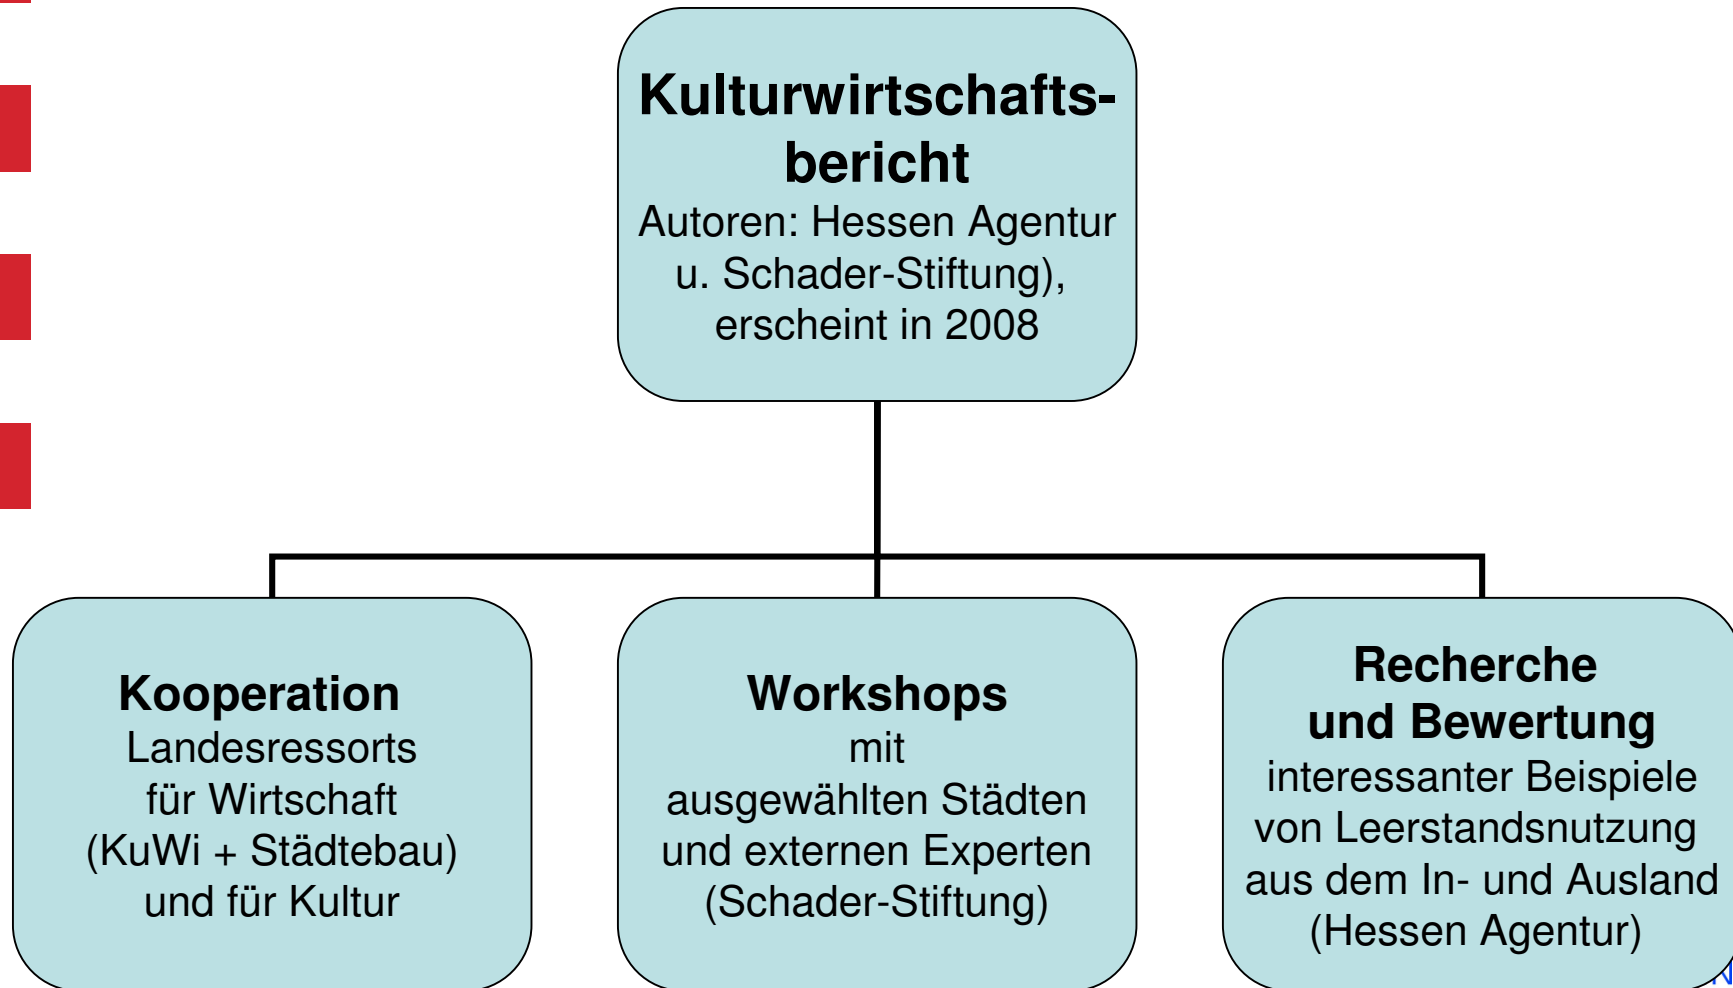 Kulturwirtschafts-
bericht
Autoren: Hessen Agentur
u. Schader-Stiftung),
erscheint in 2008
Kooperation
Landesressorts
für Wirtschaft
(KuWi + Städtebau)
und für Kultur
Workshops
mit
ausgewählten Städten
und externen Experten
(Schader-Stiftung)
Recherche
und Bewertung
interessanter Beispiele
von Leerstandsnutzung
aus dem In- und Ausland
(Hessen Agentur)